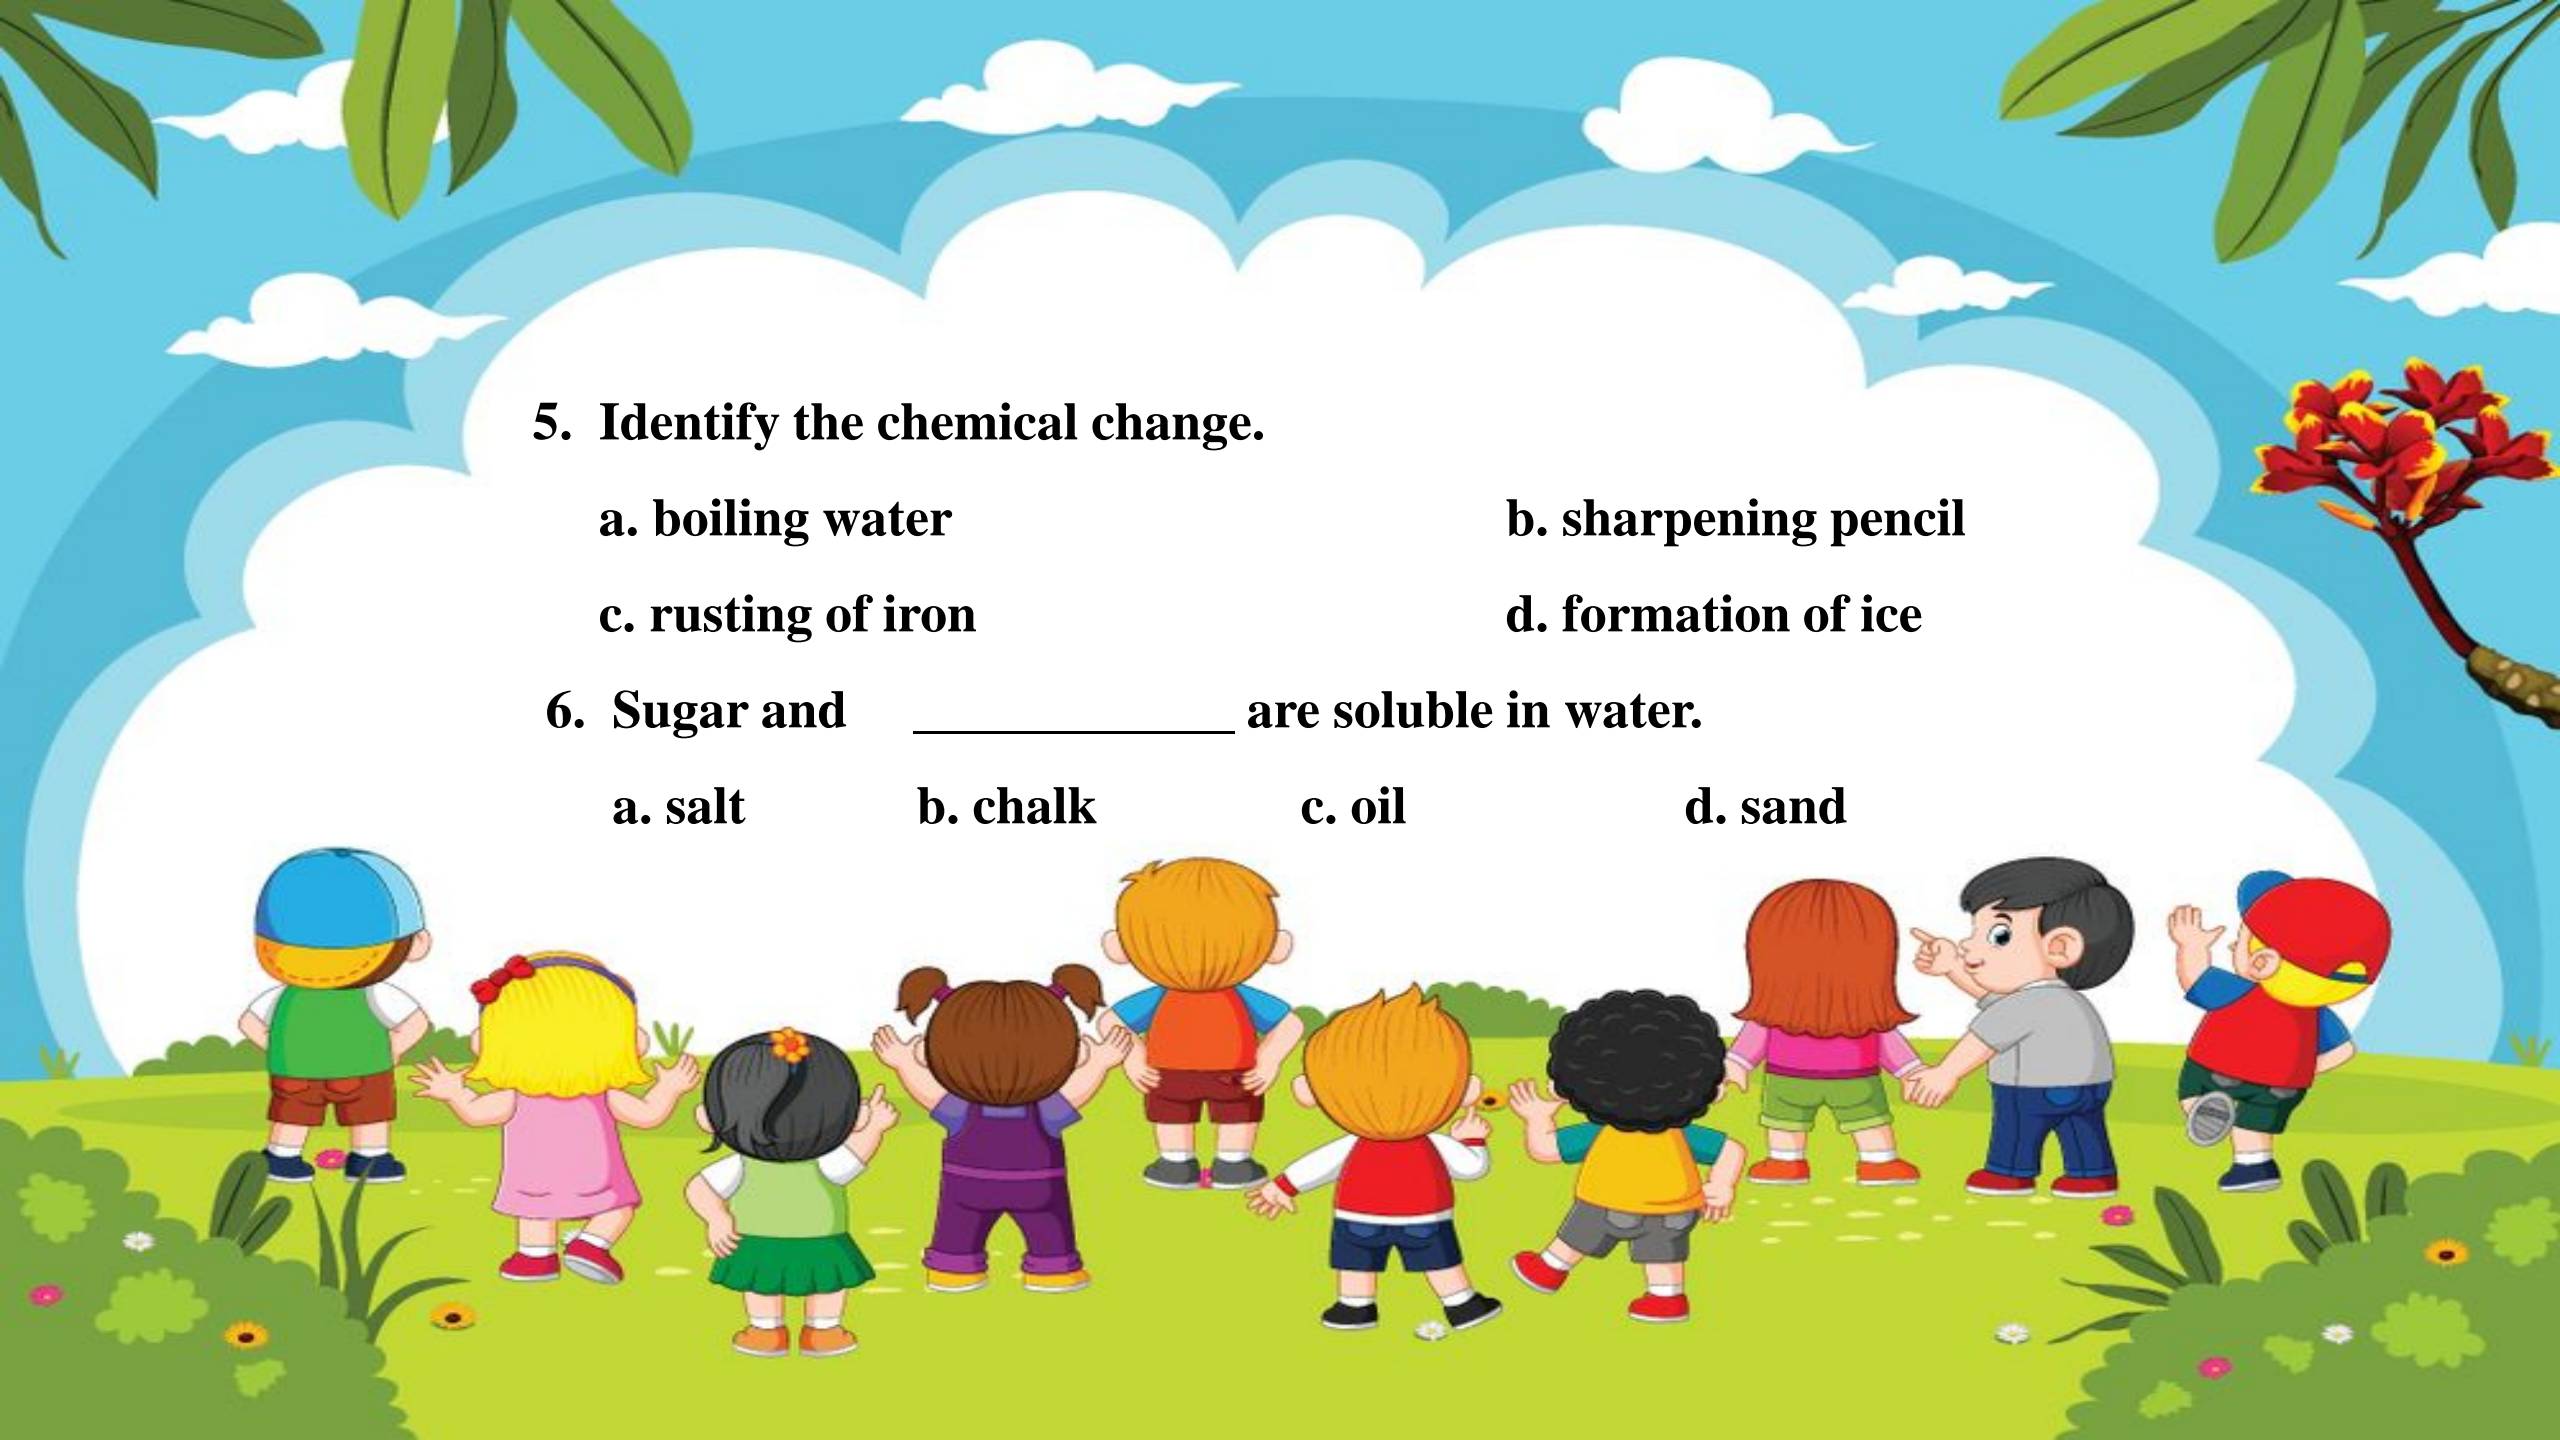 5. Identify the chemical change.
a. boiling water b. sharpening pencil
c. rusting of iron d. formation of ice
6. Sugar and ____________ are soluble in water.
a. salt b. chalk c. oil d. sand